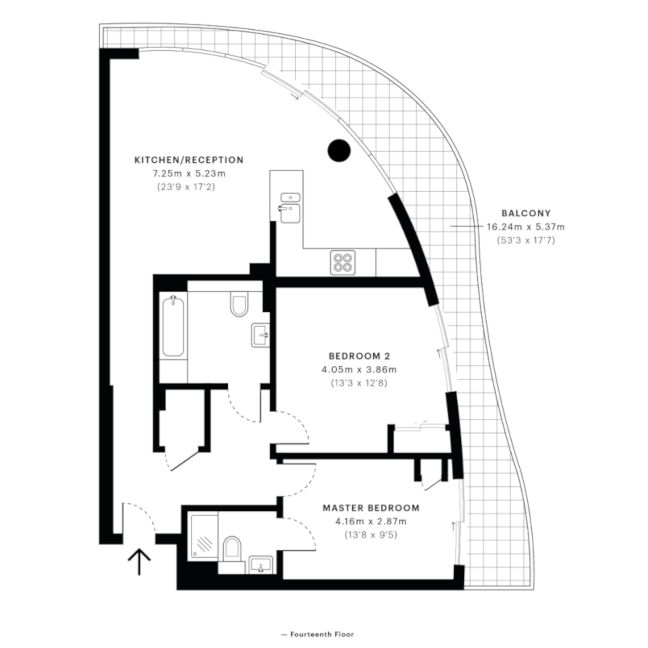 KITCHEN/RECEPTION
7.25m x 5.23m
(23'9 x 17'2)
BALCONY
16.24m x 5.37m
(53'3 x 17'7)
BEDROOM 2
4.05m x 3.86m
(13'3 x 12'8)
MASTER BEDROOM
4.16m x 2.87m
(13'8 x 9'5)
— Fourteenth Floor